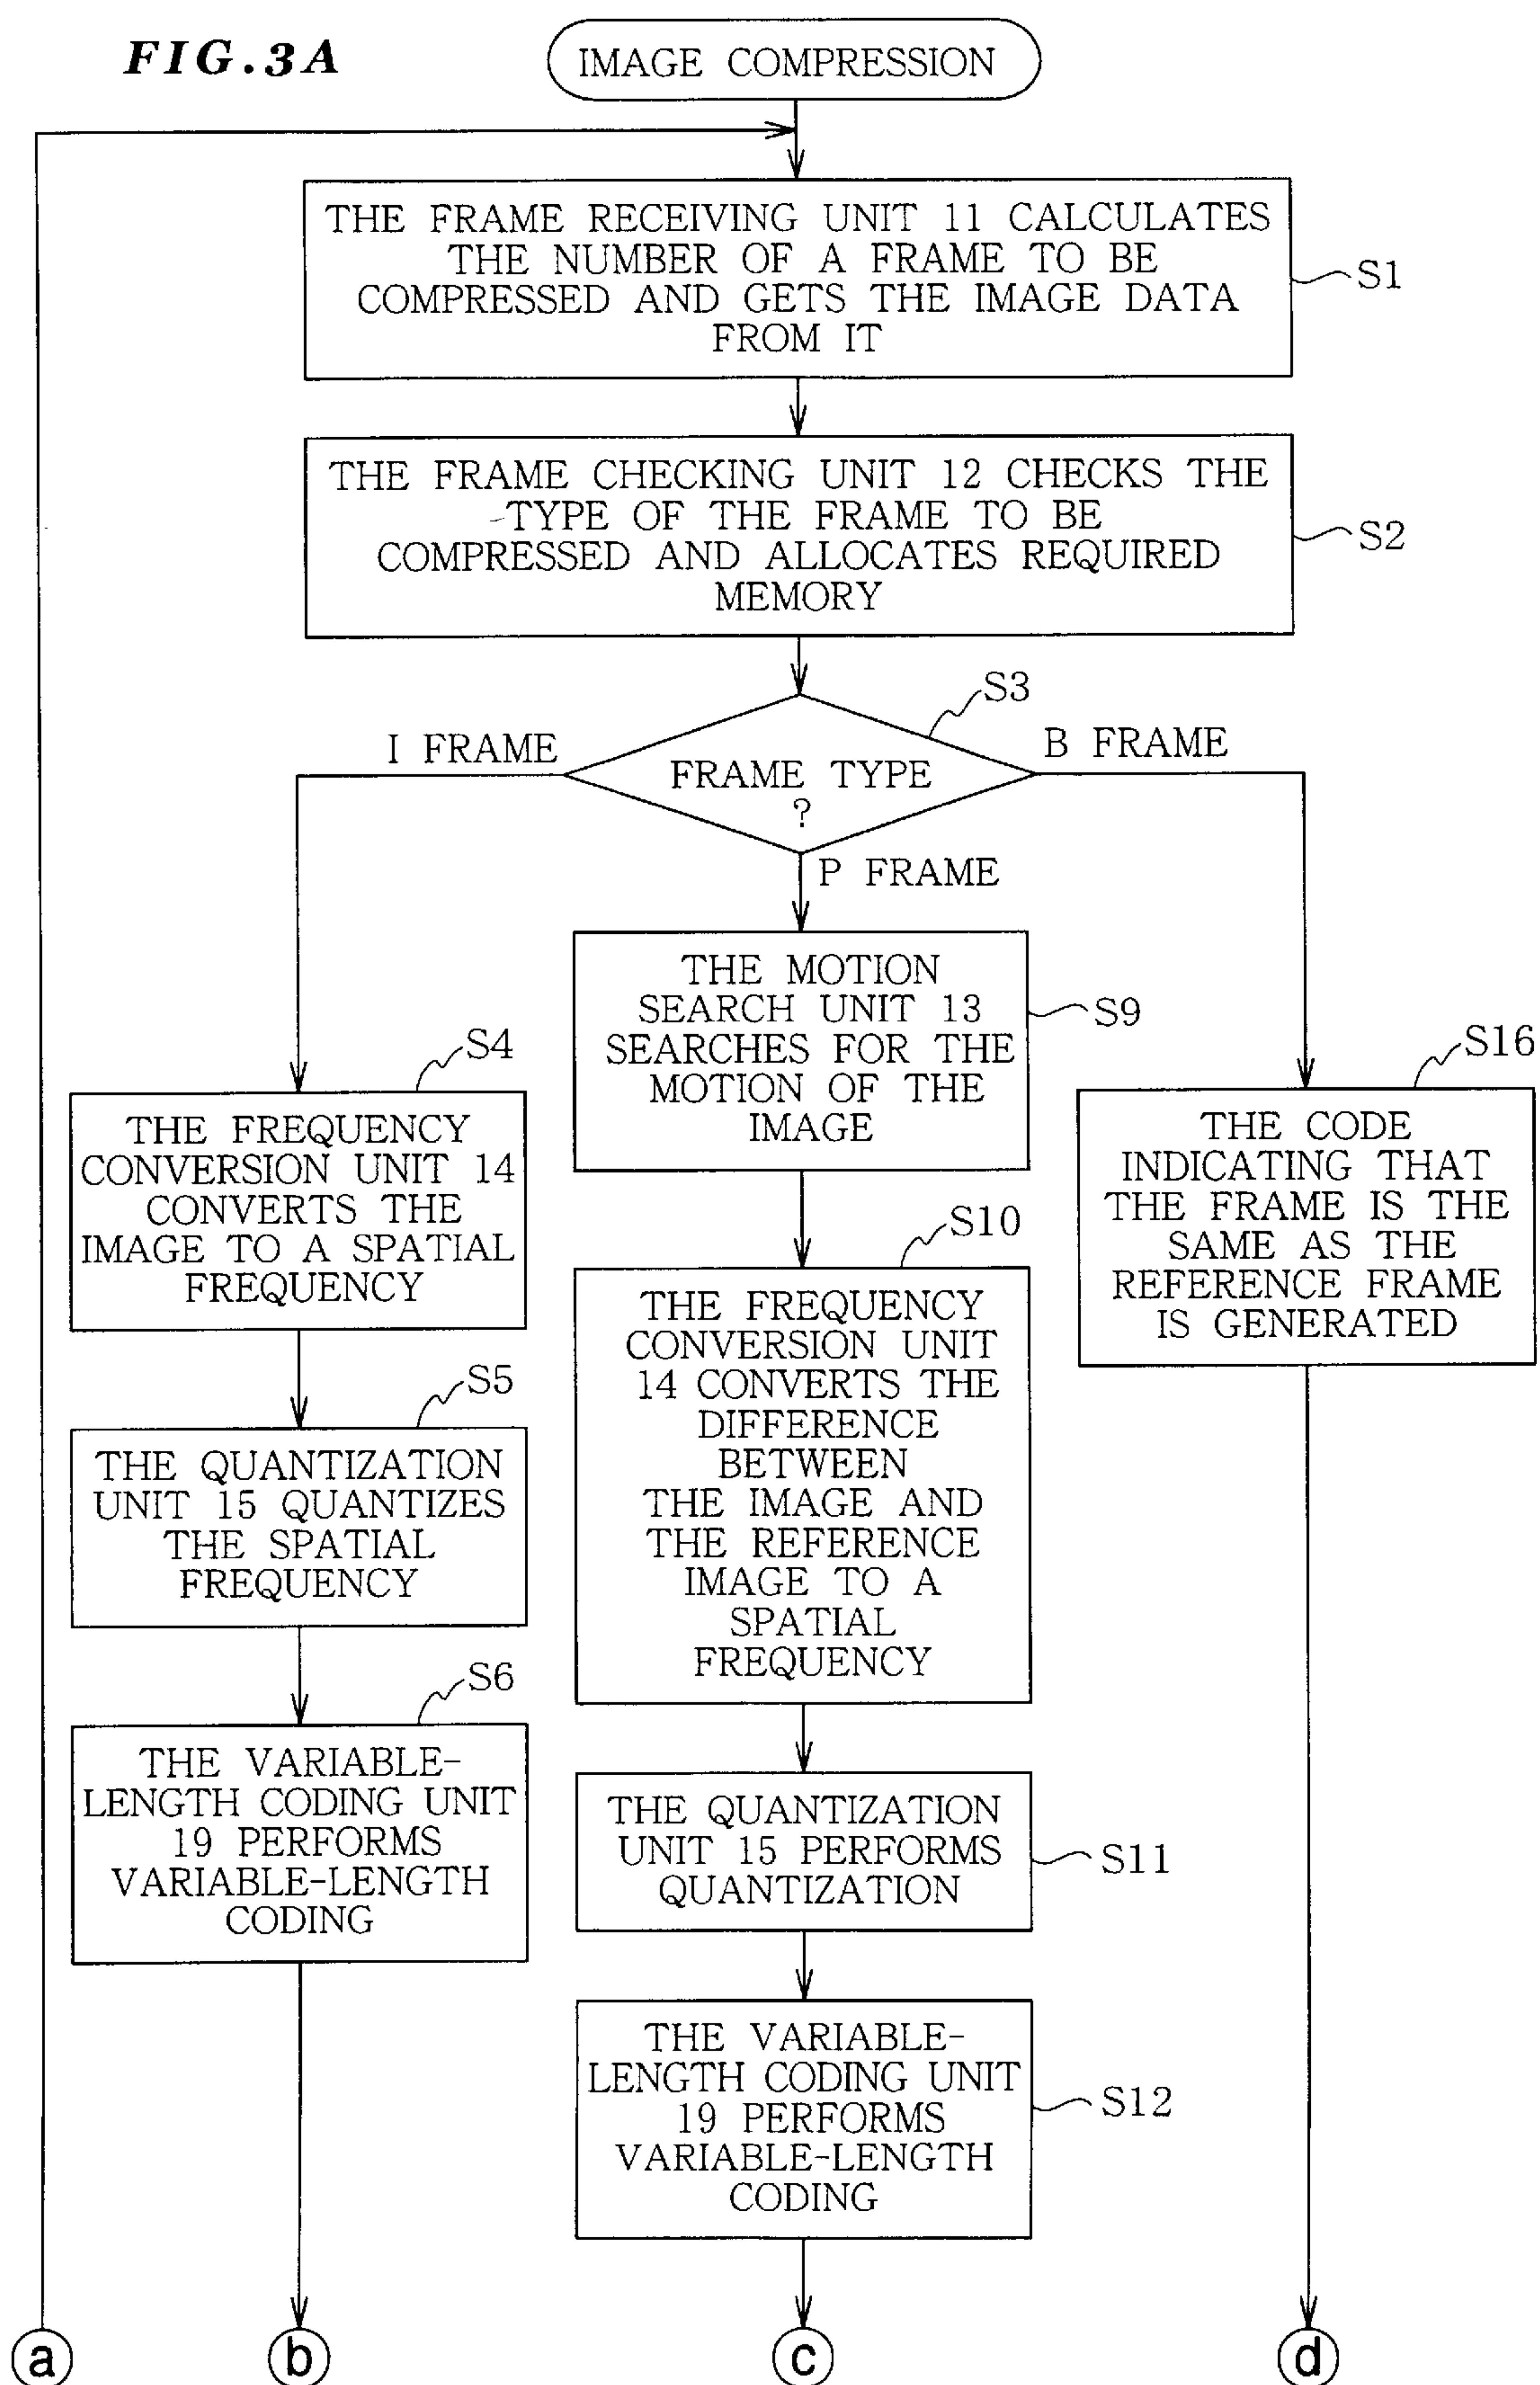 FIG.3A
IMAGE COMPRESSION
THE FRAME RECEIVING UNIT 11 CALCULATES
THE NUMBER OF A FRAME TO BE
COMPRESSED AND GETS THE IMAGE DATA
FROM IT
S1
THE FRAME CHECKING UNIT 12 CHECKS THE
TYPE OF THE FRAME TO BE
COMPRESSED AND ALLOCATES REQUIRED
MEMORY
S2
S3
I FRAME
FRAME TYPE
?
B FRAME
P FRAME
THE MOTION
SEARCH UNIT 13
SEARCHES FOR THE
MOTION OF THE
IMAGE
S9
S4
THE FREQUENCY
CONVERSION UNIT 14
CONVERTS THE
IMAGE TO A SPATIAL
FREQUENCY
S16
THE CODE
INDICATING THAT
THE FRAME IS THE
SAME AS THE
REFERENCE FRAME
IS GENERATED
S10
THE FREQUENCY
CONVERSION UNIT
14 CONVERTS THE
DIFFERENCE
BETWEEN
THE IMAGE AND
THE REFERENCE
IMAGE TO A
SPATIAL
FREQUENCY
S5
THE QUANTIZATION
UNIT 15 QUANTIZES
THE SPATIAL
FREQUENCY
S6
THE VARIABLE-
LENGTH CODING UNIT
19 PERFORMS
VARIABLE-LENGTH
CODING
THE QUANTIZATION
UNIT 15 PERFORMS
QUANTIZATION
S11
THE VARIABLE-
LENGTH CODING UNIT
19 PERFORMS
VARIABLE-LENGTH
CODING
S12
a
b
c
d